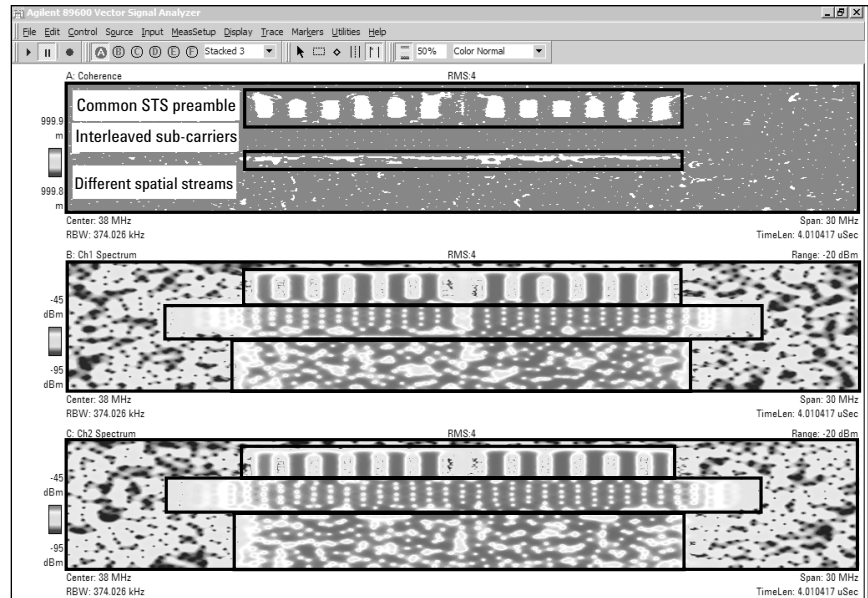 Agilent 89600 Vector Signal Analyzer
File Edit Control Source Input MeasSetup Display Trace Markers Utilities Help
A B C D E F Stacked 3 50% Color Normal
A: Coherence RMS:4
Common STS preamble
999.9
m
Interleaved sub-carriers
Different spatial streams
999.8
m
Center: 38 MHz Span: 30 MHz
RBW: 374.026 kHz TimeLen: 4.010417 uSec
B: Ch1 Spectrum RMS:4 Range: -20 dBm
-45
dBm
-95
dBm
Center: 38 MHz Span: 30 MHz
RBW: 374.026 kHz TimeLen: 4.010417 uSec
C: Ch2 Spectrum RMS:4 Range: -20 dBm
-45
dBm
-95
dBm
Center: 38 MHz Span: 30 MHz
RBW: 374.026 kHz TimeLen: 4.010417 uSec